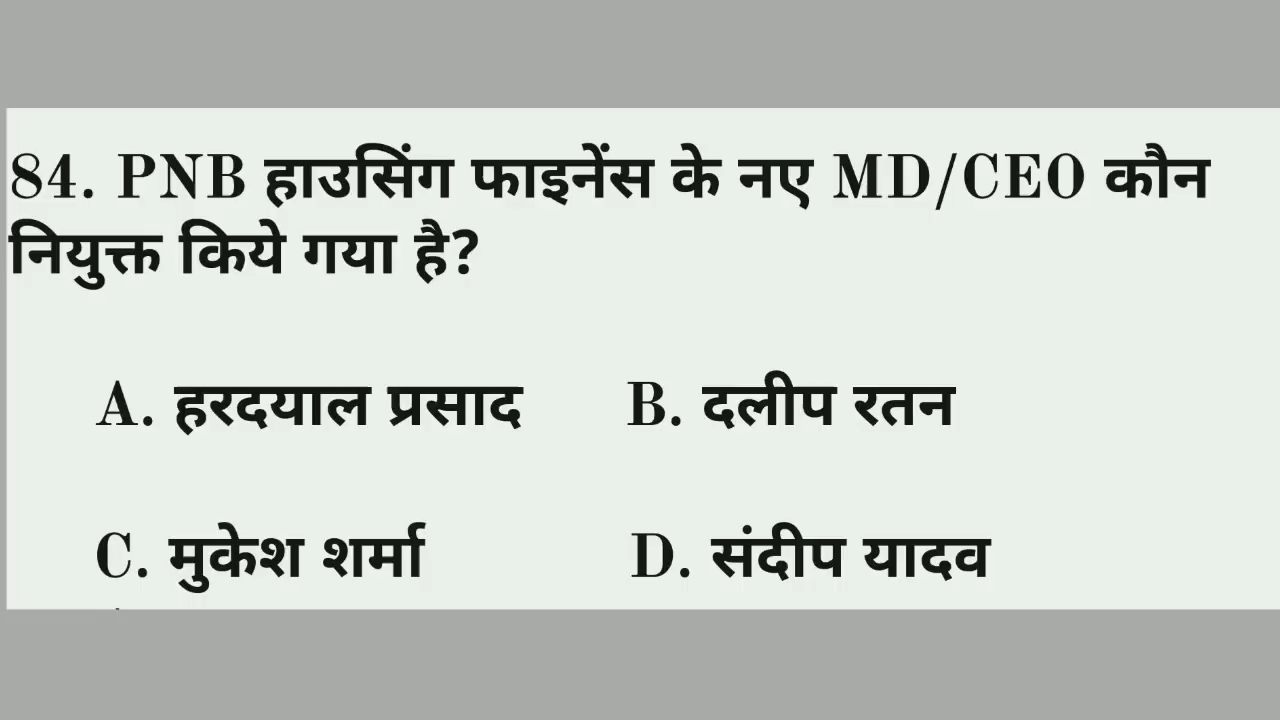 84. PNB हाउसिंग फाइनेंस के नए MD/CEO कौन
नियुक्त किये गया है?
A. हरदयाल प्रसाद B. दलीप रतन
C. मुकेश शर्मा D. संदीप यादव